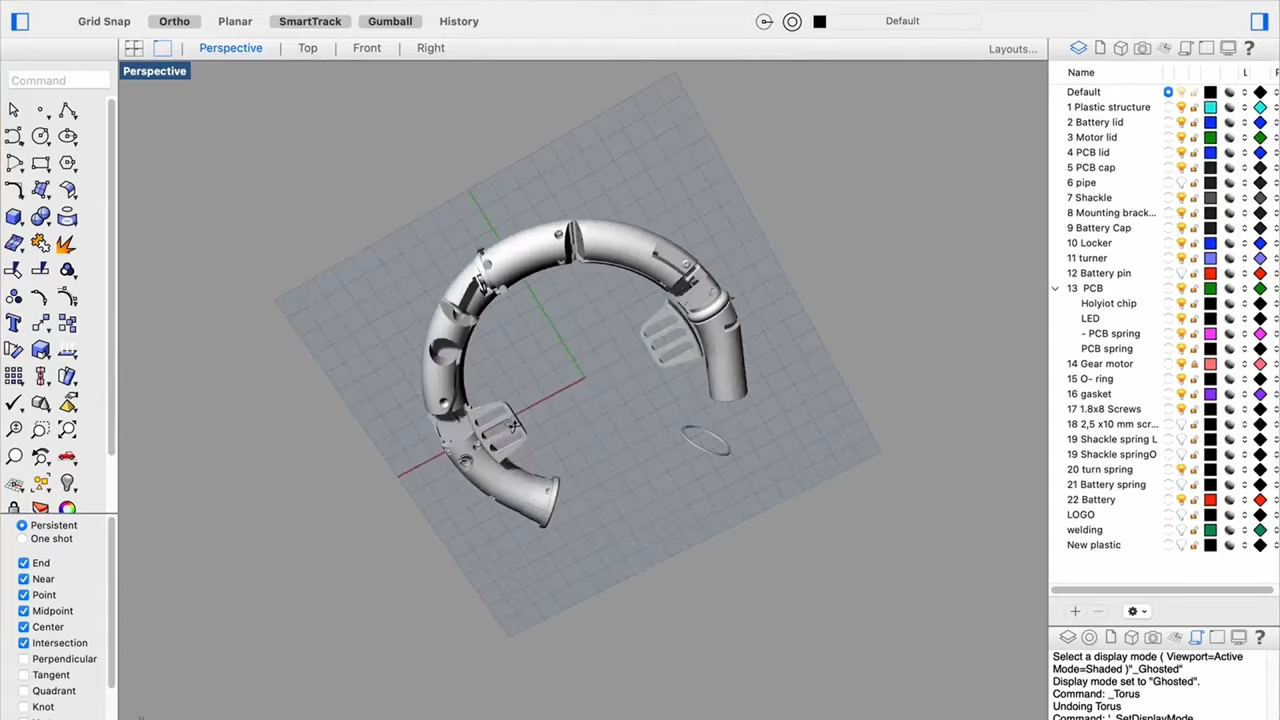 Grid Snap Ortho Planar SmartTrack Gumball History Default
Perspective Top Front Right Layouts...
Perspective
Command
Persistent
One shot
End
Near
Point
Midpoint
Center
Intersection
Perpendicular
Tangent
Quadrant
Knot
Name L
Default
1 Plastic structure
2 Battery lid
3 Motor lid
4 PCB lid
5 PCB cap
6 pipe
7 Shackle
8 Mounting brack...
9 Battery Cap
10 Locker
11 turner
12 Battery pin
13 PCB
Holyiot chip
LED
- PCB spring
PCB spring
14 Gear motor
15 O- ring
16 gasket
17 1.8x8 Screws
18 2,5 x10 mm scr...
19 Shackle spring L
19 Shackle springO
20 turn spring
21 Battery spring
22 Battery
LOGO
welding
New plastic
Select a display mode ( Viewport=Active
Mode=Shaded )"_Ghosted"
Display mode set to "Ghosted".
Command: _Torus
Undoing Torus
Command: '_SetDisplayMode